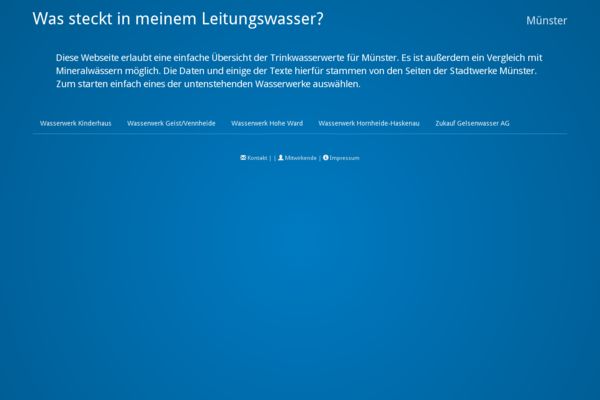 Was steckt in meinem Leitungswasser? Münster
Diese Webseite erlaubt eine einfache Übersicht der Trinkwasserwerte für Münster. Es ist außerdem ein Vergleich mit
Mineralwässern möglich. Die Daten und einige der Texte hierfür stammen von den Seiten der Stadtwerke Münster.
Zum starten einfach eines der untenstehenden Wasserwerke auswählen.
Wasserwerk Kinderhaus Wasserwerk Geist/Vennheide Wasserwerk Hohe Ward Wasserwerk Hornheide-Haskenau Zukauf Gelsenwasser AG
Kontakt | | Mitwirkende | Impressum